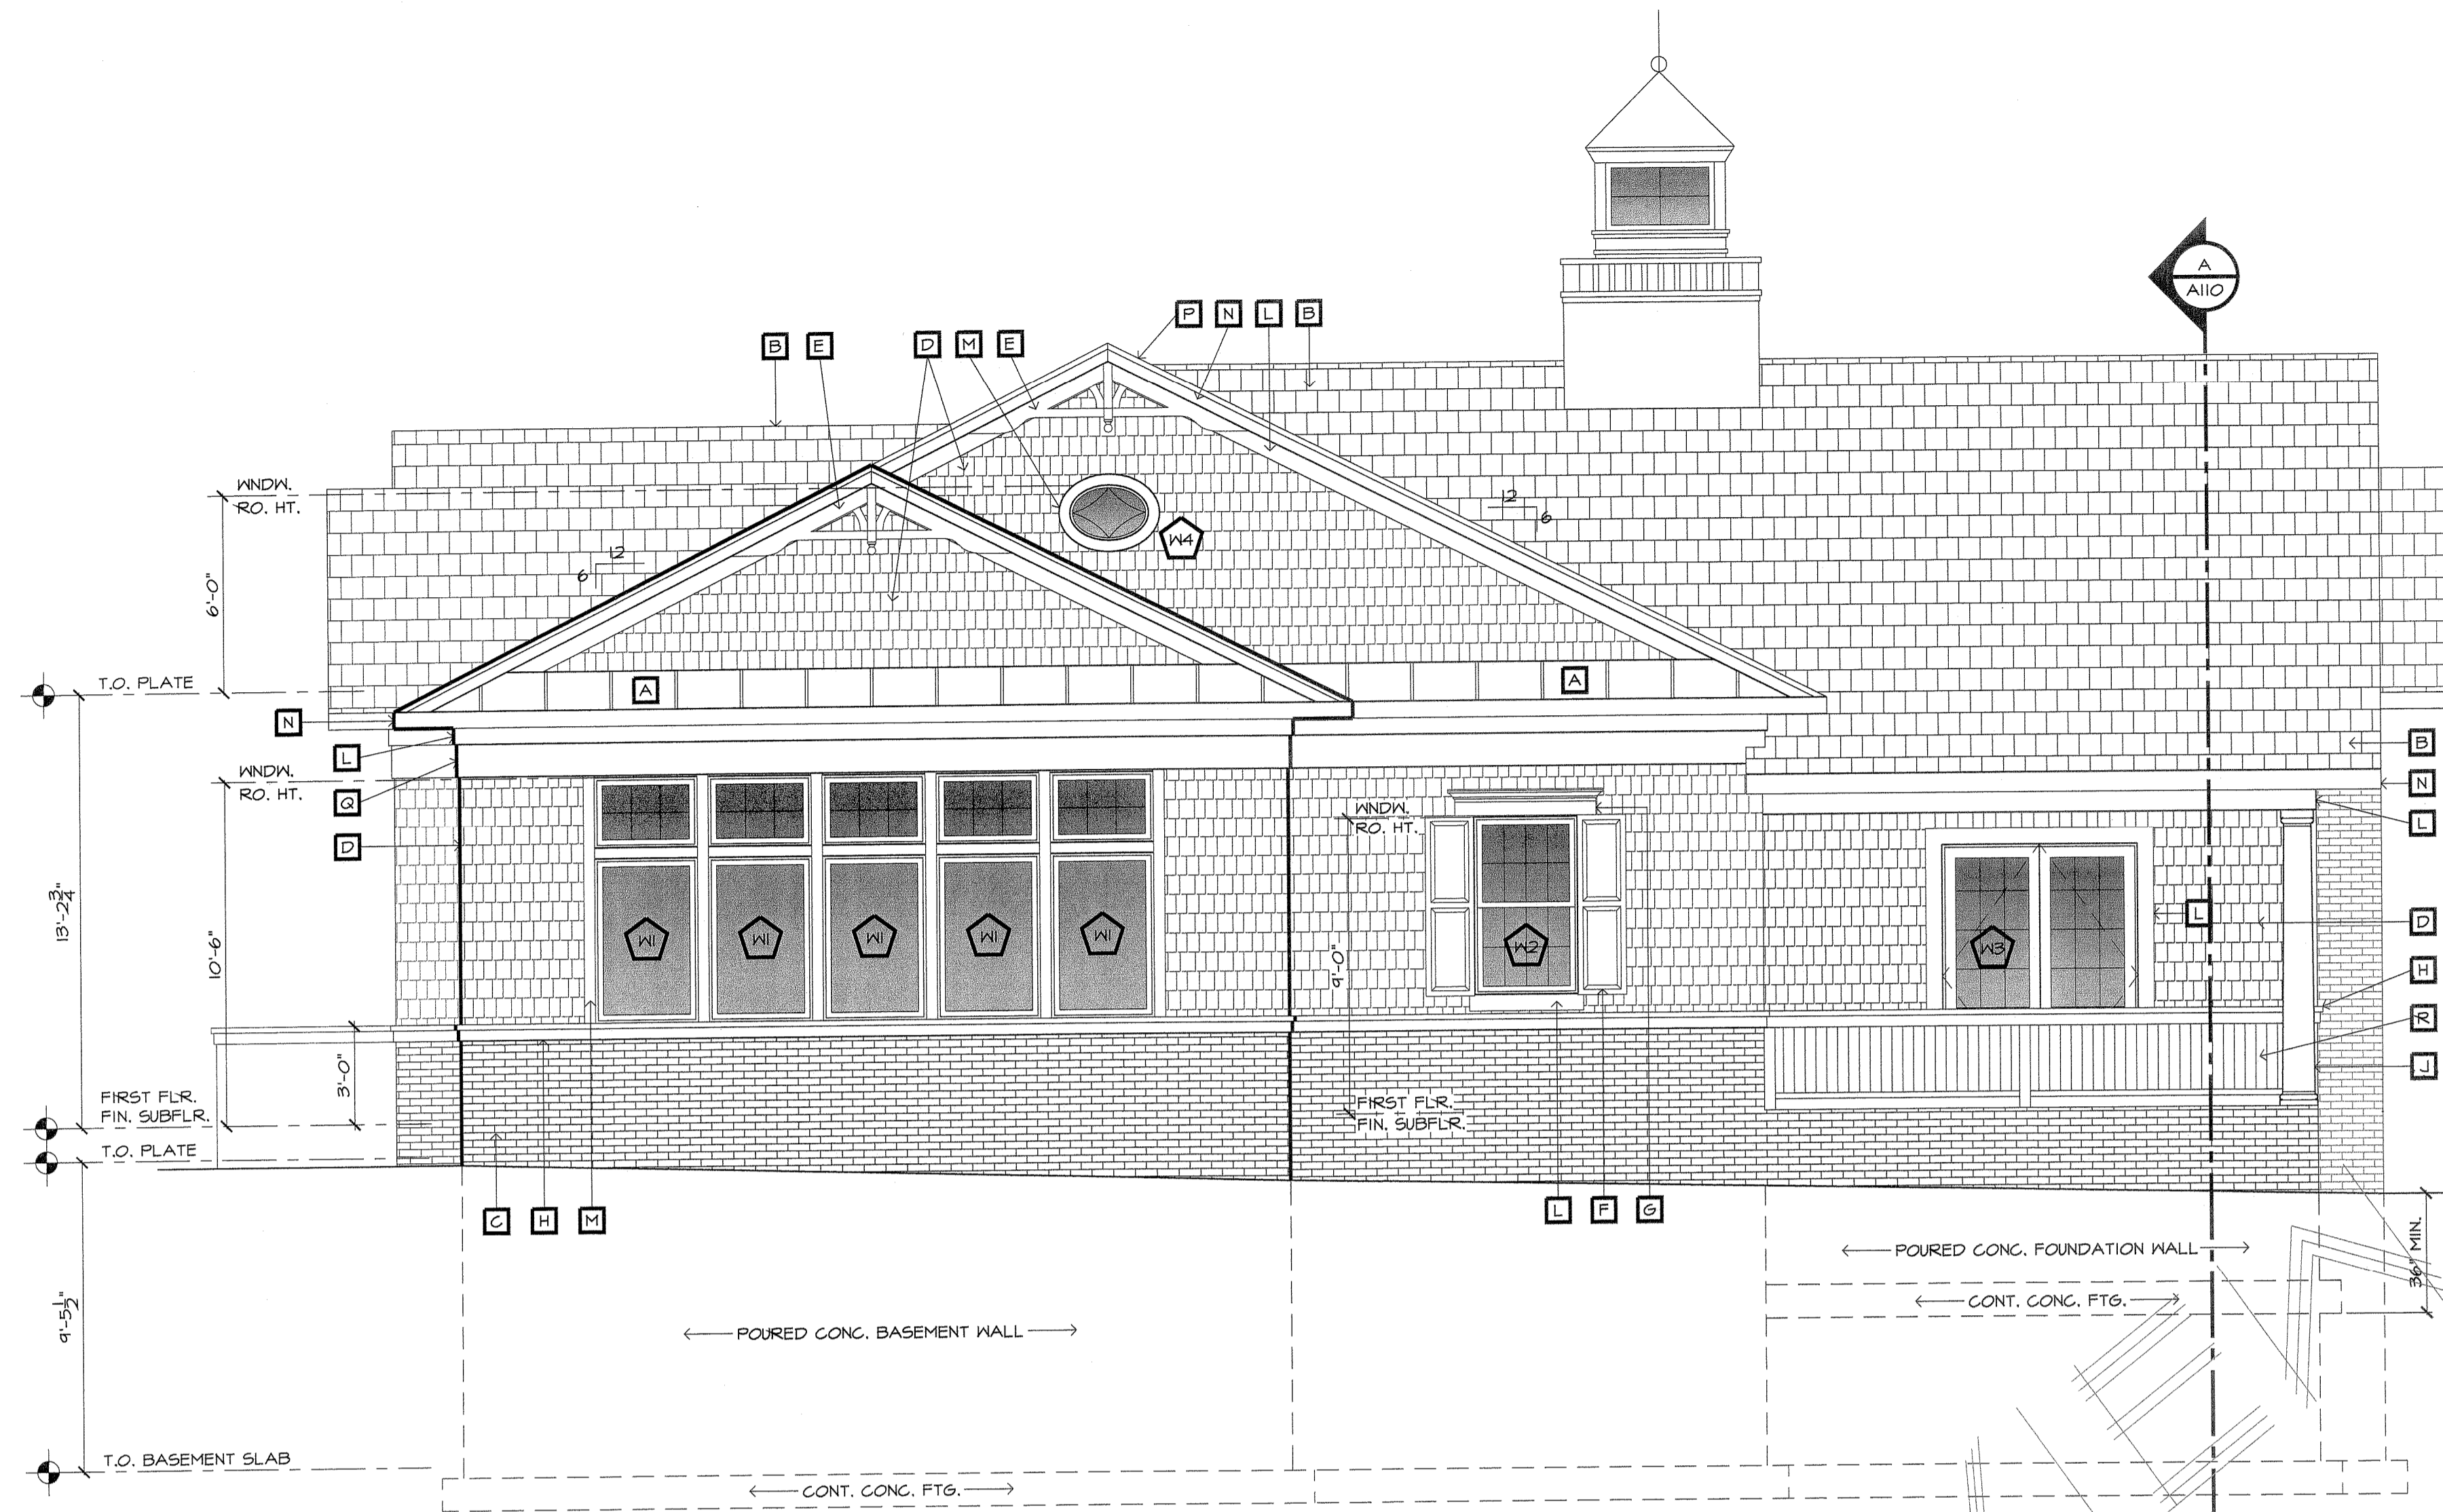 A
A110
P N L B
B E D M E
WNDW.
RO. HT.
12
6
W4
12
6
6'-0"
T.O. PLATE
A
A
N
L
B
WNDW.
RO. HT.
N
Q
WNDW.
RO. HT.
L
D
13'-2 3/4"
10'-6"
W1 W1 W1 W1 W1
W2
9'-0"
W3
L
D
H
R
J
3'-0"
FIRST FLR.
FIN. SUBFLR.
FIRST FLR.
FIN. SUBFLR.
T.O. PLATE
C H M
L F G
POURED CONC. FOUNDATION WALL
36" MIN.
CONT. CONC. FTG.
9'-5 1/2"
POURED CONC. BASEMENT WALL
T.O. BASEMENT SLAB
CONT. CONC. FTG.